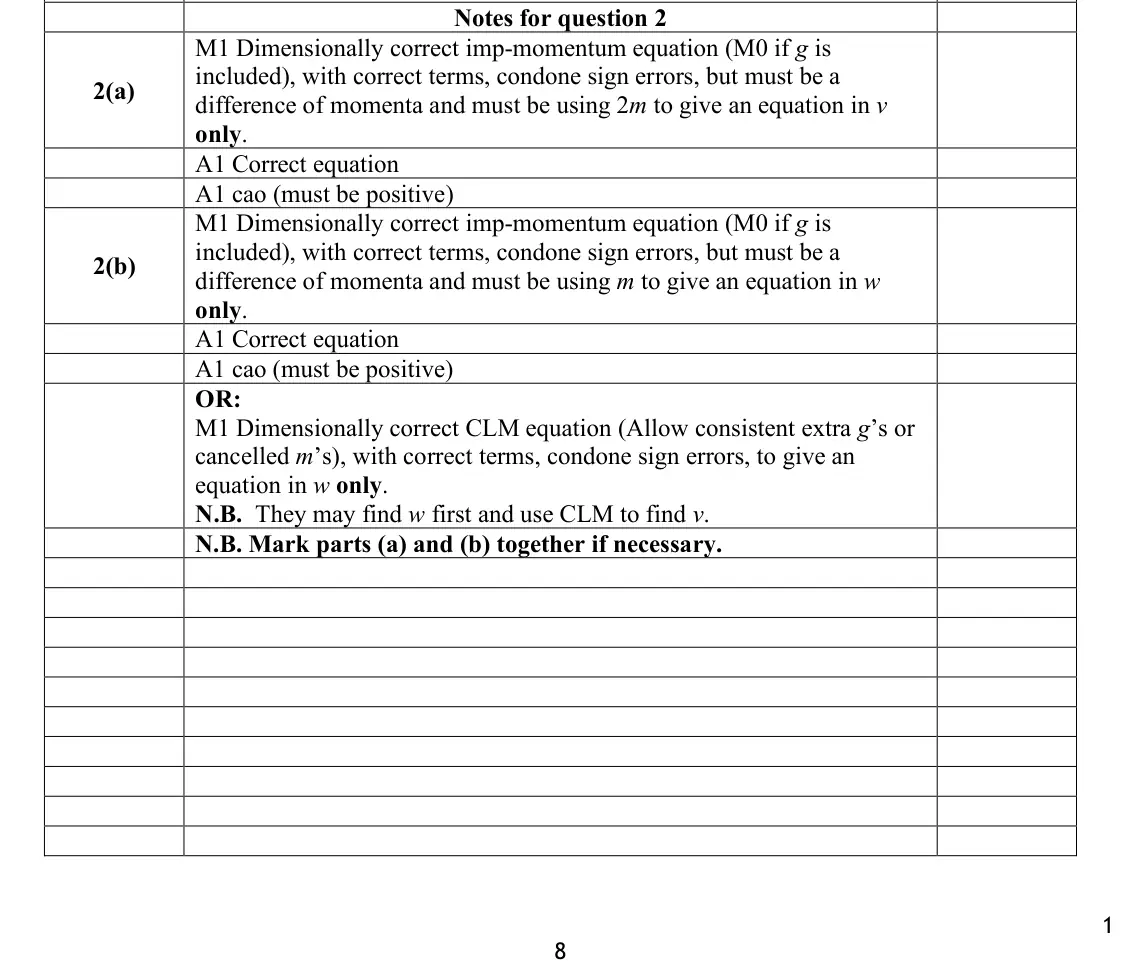 Notes for question 2
2(a)
M1 Dimensionally correct imp-momentum equation (M0 if g is
included), with correct terms, condone sign errors, but must be a
difference of momenta and must be using 2m to give an equation in v
only.
A1 Correct equation
A1 cao (must be positive)
2(b)
M1 Dimensionally correct imp-momentum equation (M0 if g is
included), with correct terms, condone sign errors, but must be a
difference of momenta and must be using m to give an equation in w
only.
A1 Correct equation
A1 cao (must be positive)
OR:
M1 Dimensionally correct CLM equation (Allow consistent extra g’s or
cancelled m’s), with correct terms, condone sign errors, to give an
equation in w only.
N.B. They may find w first and use CLM to find v.
N.B. Mark parts (a) and (b) together if necessary.
1
8